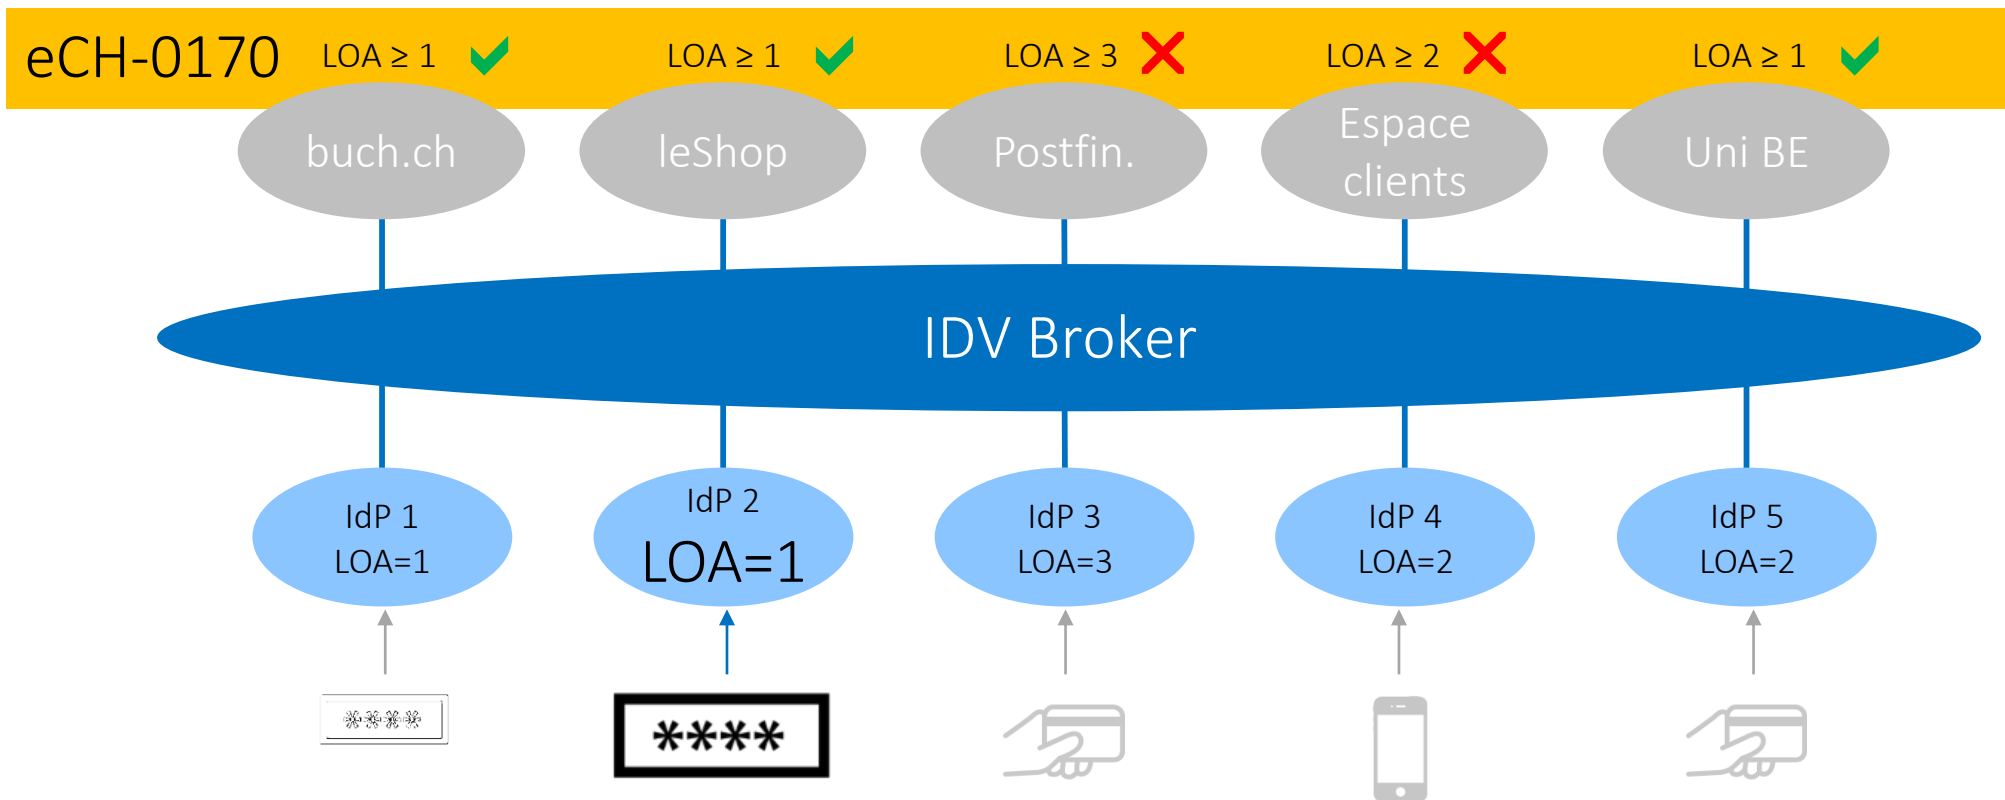 eCH-0170
LOA ≥ 1
LOA ≥ 1
LOA ≥ 3
LOA ≥ 2
LOA ≥ 1
buch.ch
leShop
Postfin.
Espace
clients
Uni BE
IDV Broker
IdP 1
LOA=1
IdP 2
LOA=1
IdP 3
LOA=3
IdP 4
LOA=2
IdP 5
LOA=2
****
****